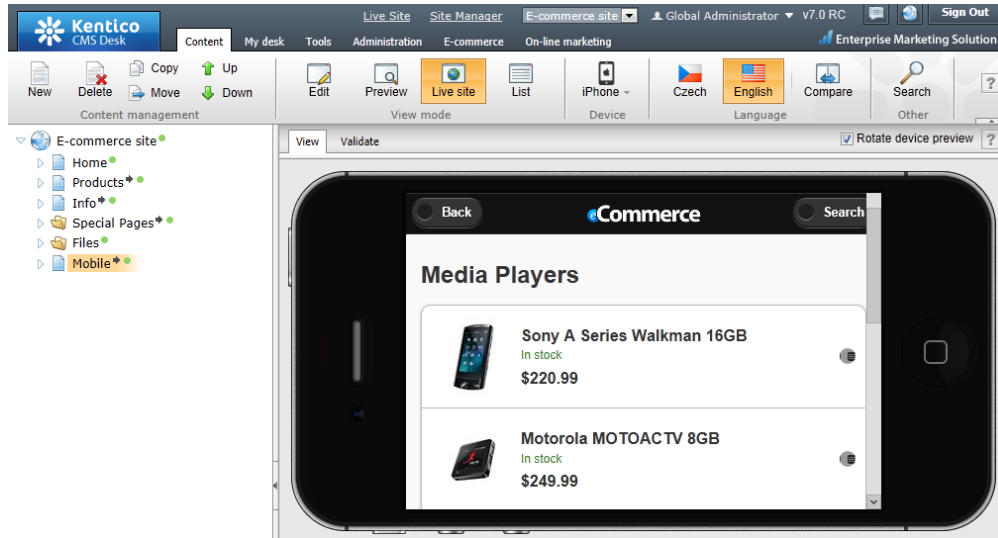 Kentico
CMS Desk
Live Site Site Manager E-commerce site Global Administrator v7.0 RC Sign Out
Content My desk Tools Administration E-commerce On-line marketing Enterprise Marketing Solution
New Delete Copy Move Up Down
Content management
Edit Preview Live site List
View mode
iPhone
Device
Czech English
Language
Compare Search
Other
?
E-commerce site
Home
Products
Info
Special Pages
Files
Mobile
View Validate Rotate device preview ?
Back eCommerce Search
Media Players
Sony A Series Walkman 16GB
In stock
$220.99
Motorola MOTOACTV 8GB
In stock
$249.99